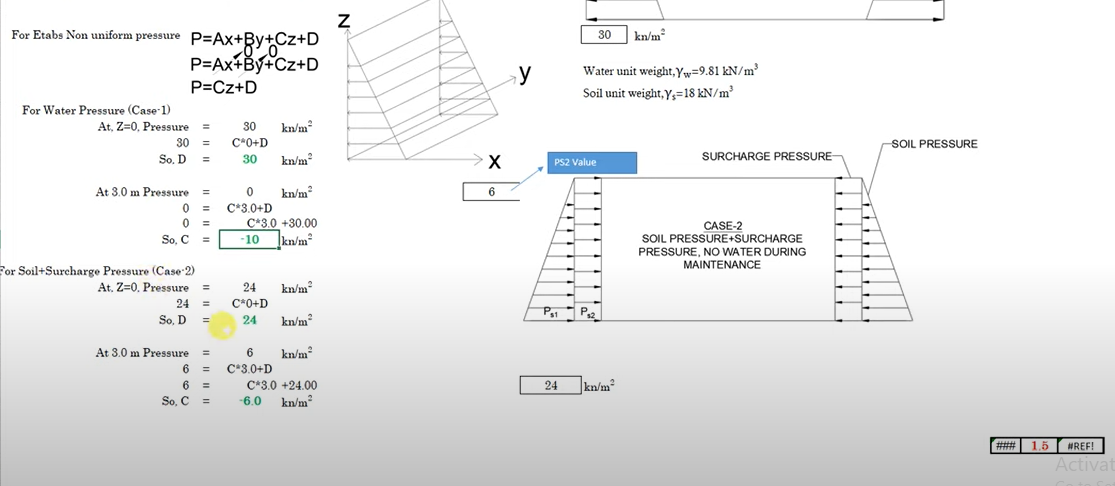 For Etabs Non uniform pressure P=Ax+By+Cz+D
0 0
P=Ax+By+Cz+D
P=Cz+D
For Water Pressure (Case-1)
At, Z=0, Pressure = 30 kn/m²
30 = C*0+D
So, D = 30 kn/m²
At 3.0 m Pressure = 0 kn/m²
0 = C*3.0+D
0 = C*3.0 +30.00
So, C = -10 kn/m²
For Soil+Surcharge Pressure (Case-2)
At, Z=0, Pressure = 24 kn/m²
24 = C*0+D
So, D = 24 kn/m²
At 3.0 m Pressure = 6 kn/m²
6 = C*3.0+D
6 = C*3.0 +24.00
So, C = -6.0 kn/m²
Z
y
X
30 kn/m²
Water unit weight,γw=9.81 kN/m³
Soil unit weight,γs=18 kN/m³
PS2 Value
6
SURCHARGE PRESSURE
SOIL PRESSURE
CASE-2
SOIL PRESSURE+SURCHARGE
PRESSURE, NO WATER DURING
MAINTENANCE
Ps1 Ps2
24 kn/m²
### 1.5 #REF!
Activat